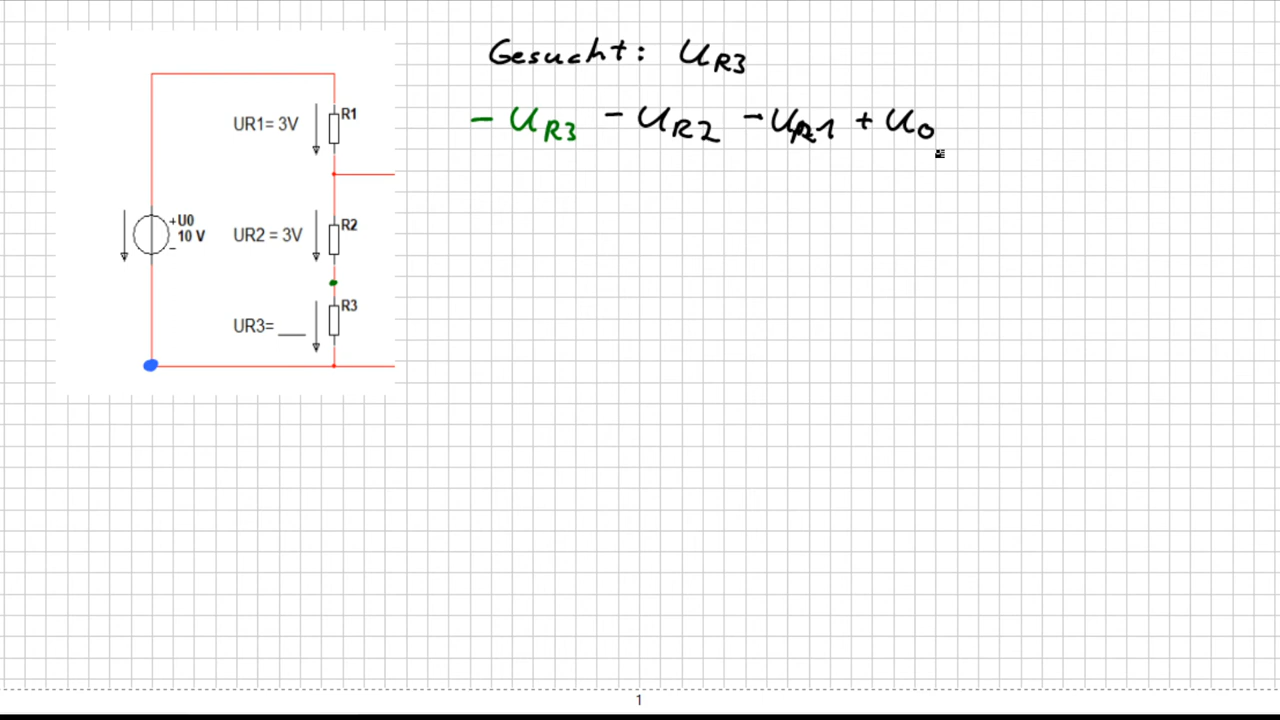 Gesucht: UR3
- UR3 - UR2 - UR1 + U0
UR1= 3V
R1
+U0
10 V
-
UR2 = 3V
R2
UR3= ___
R3
1